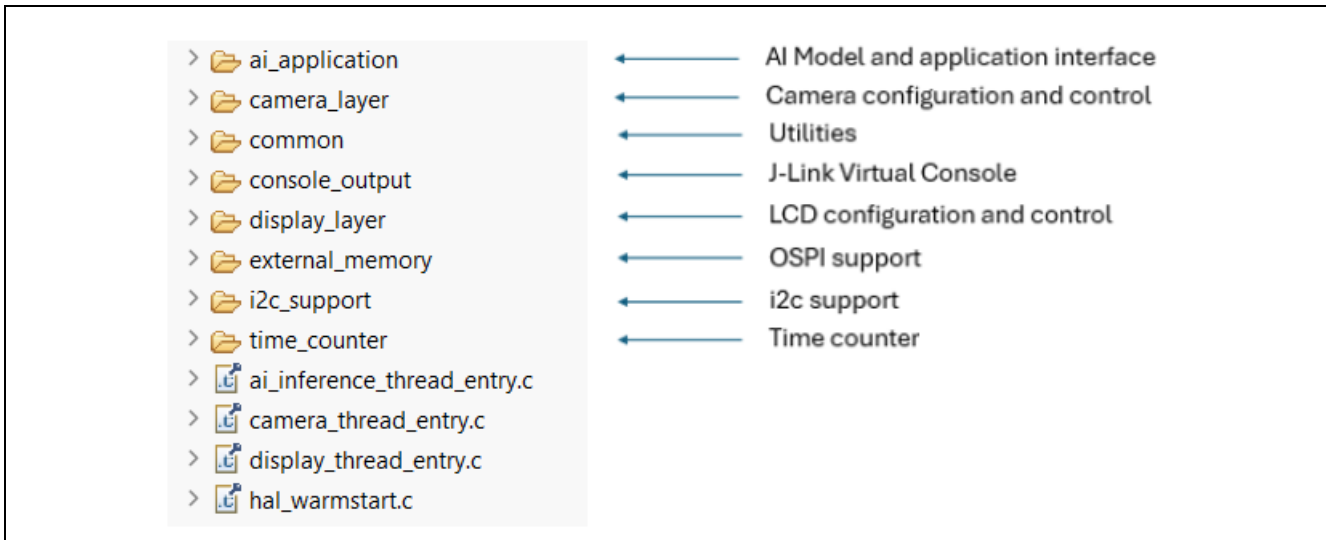 ai_application AI Model and application interface
camera_layer Camera configuration and control
common Utilities
console_output J-Link Virtual Console
display_layer LCD configuration and control
external_memory OSPI support
i2c_support i2c support
time_counter Time counter
ai_inference_thread_entry.c
camera_thread_entry.c
display_thread_entry.c
hal_warmstart.c